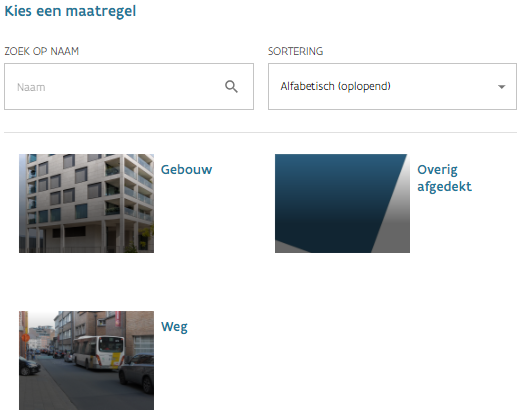 Kies een maatregel
ZOEK OP NAAM
SORTERING
Naam
Alfabetisch (oplopend)
Gebouw
Overig
afgedekt
Weg